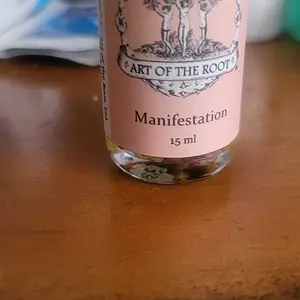 ART OF THE ROOT
Manifestation
15 ml